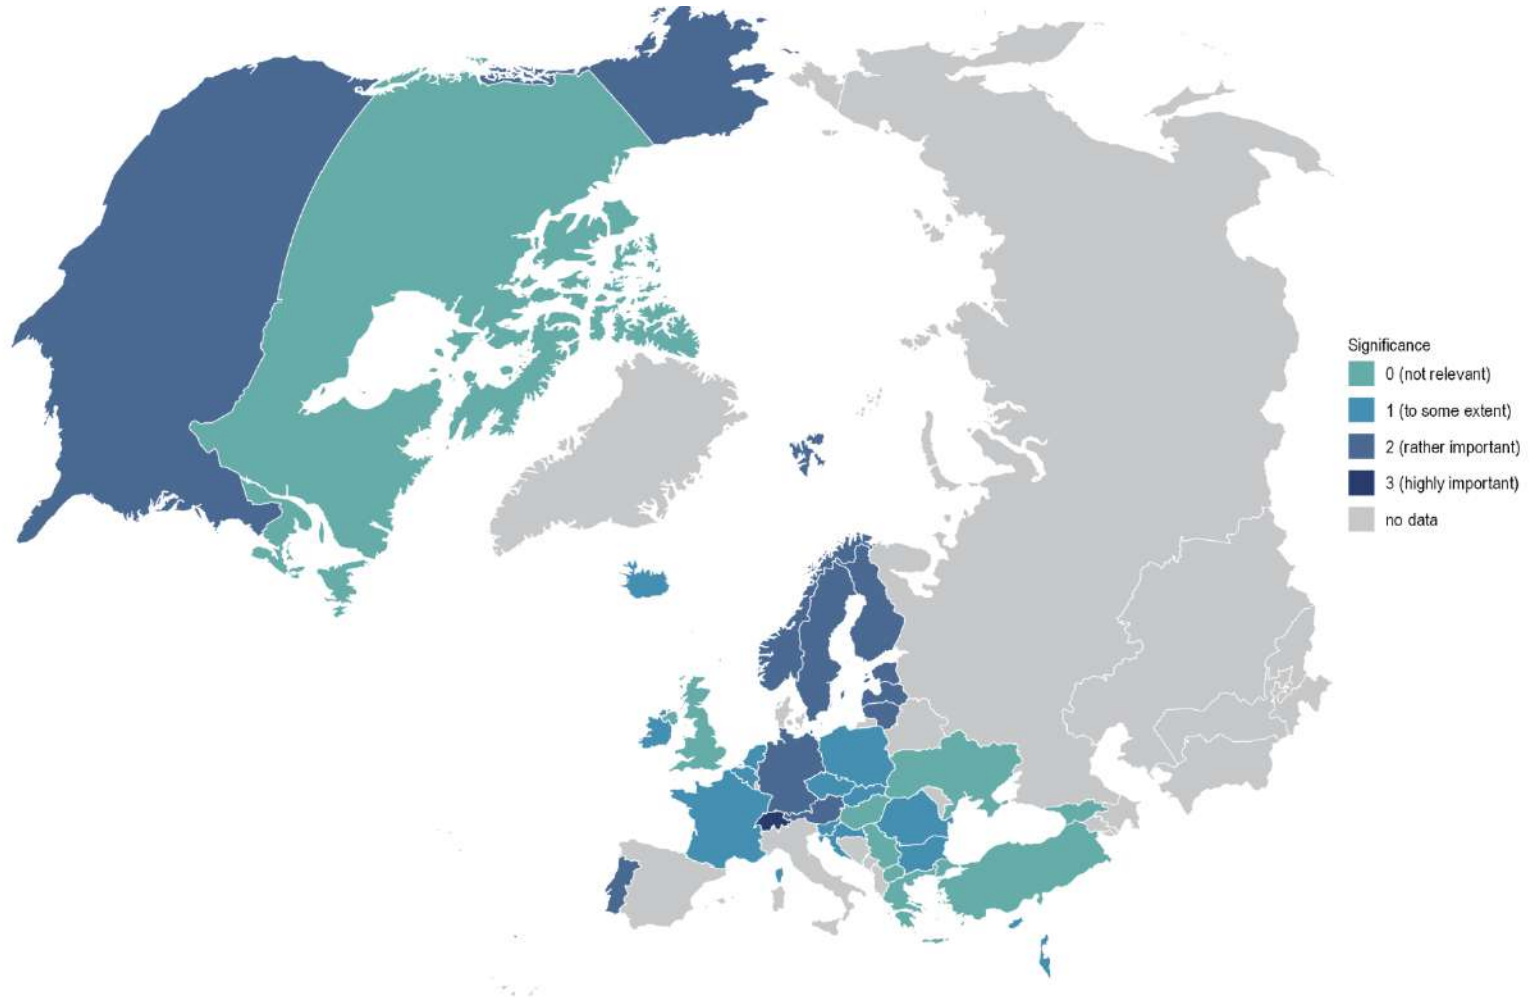 Significance
0 (not relevant)
1 (to some extent)
2 (rather important)
3 (highly important)
no data